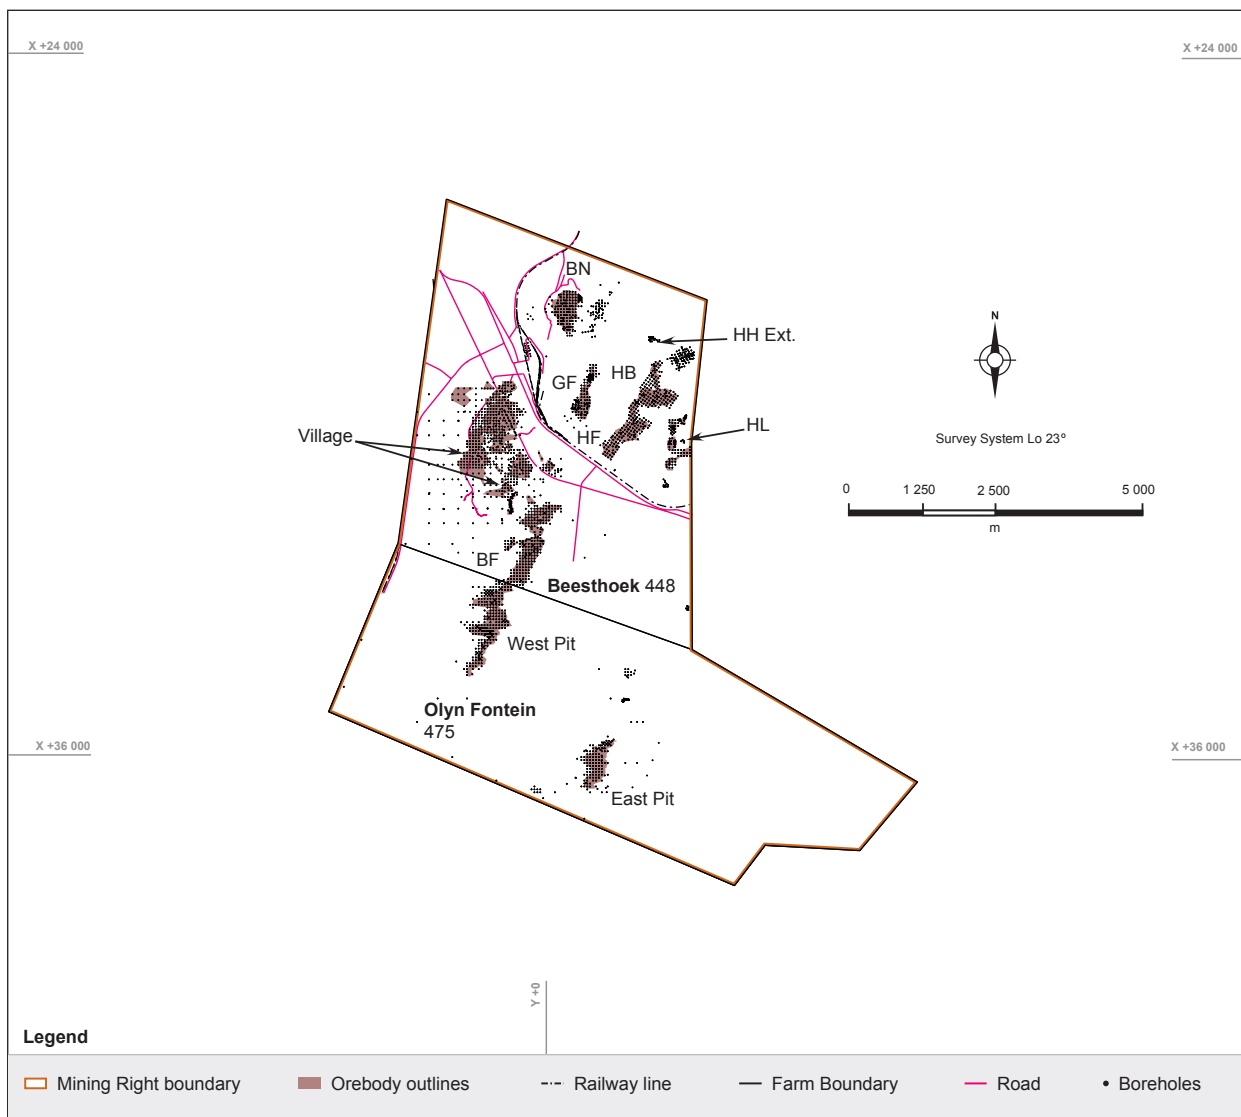 X +24 000
X +24 000
BN
HH Ext.
N
GF
HB
HL
Village
HF
Survey System Lo 23°
0 1 250 2 500 5 000
m
BF
Beesthoek 448
West Pit
Olyn Fontein
475
X +36 000
X +36 000
East Pit
Y +0
Legend
Mining Right boundary
Orebody outlines
Railway line
Farm Boundary
Road
Boreholes